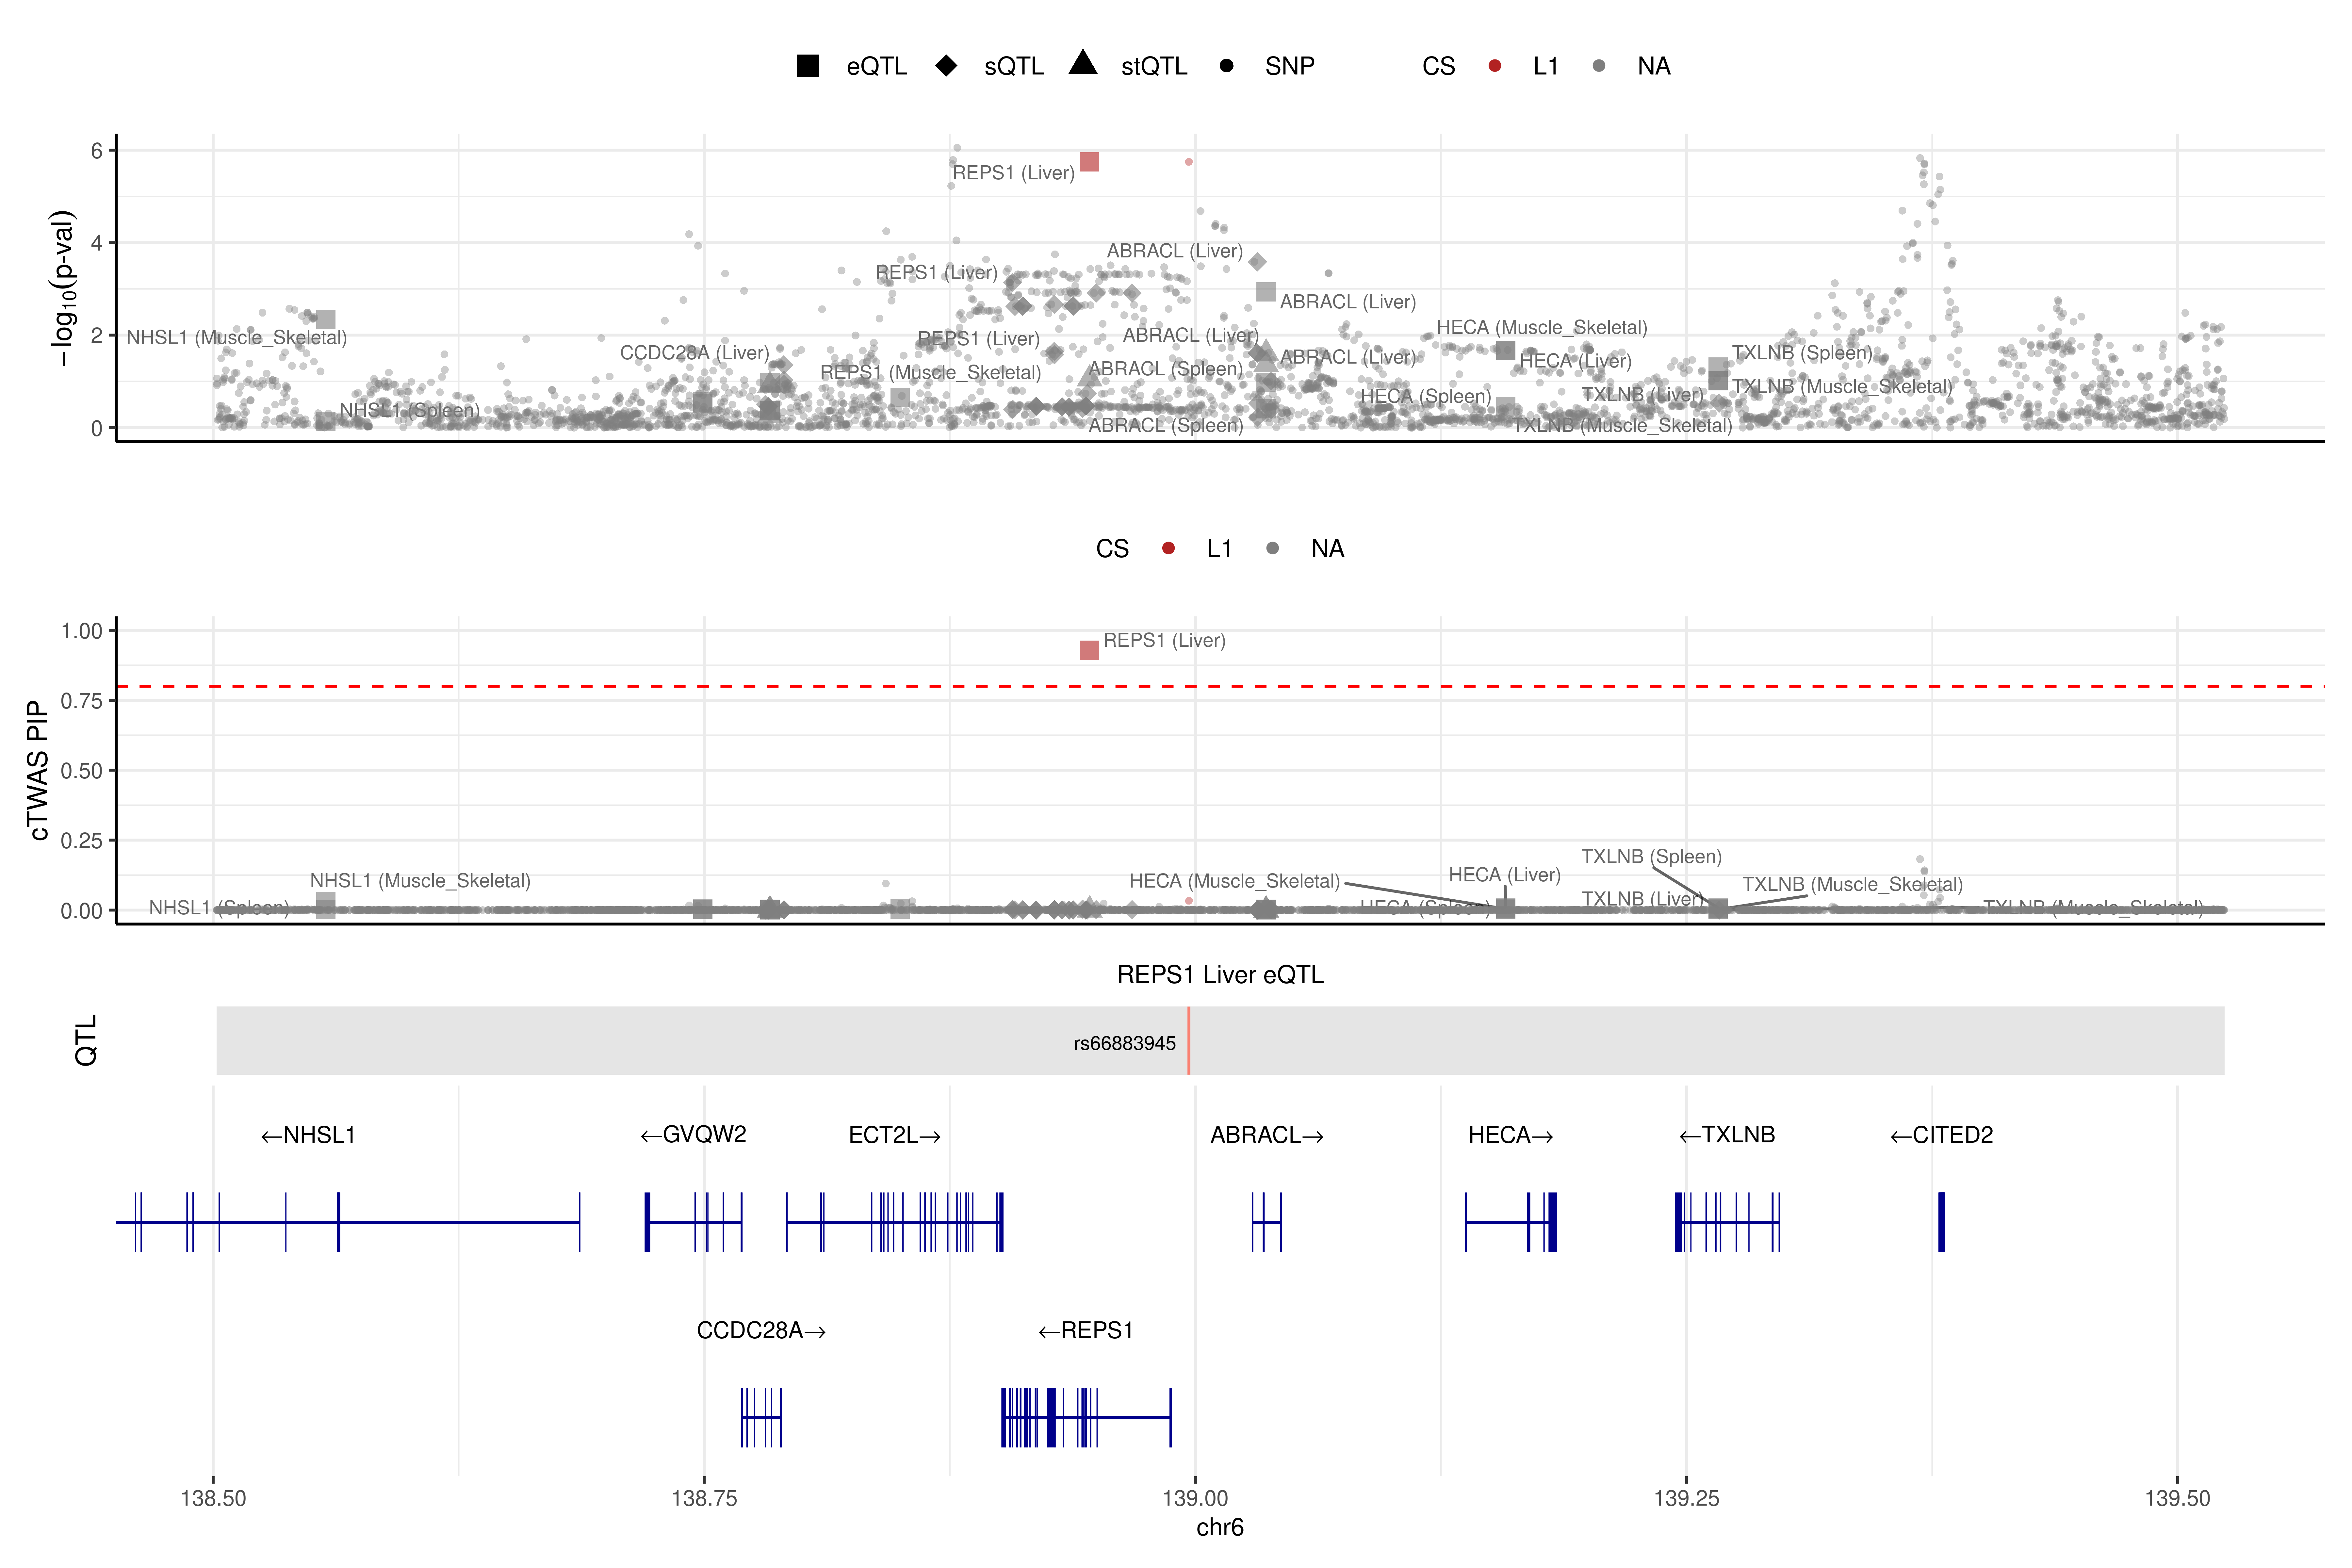 eQTL sQTL stQTL SNP CS L1 NA
−log10(p-val)
6
4
2
0
REPS1 (Liver)
ABRACL (Liver)
REPS1 (Liver)
ABRACL (Liver)
HECA (Muscle_Skeletal)
NHSL1 (Muscle_Skeletal)
REPS1 (Liver)
ABRACL (Liver)
CCDC28A (Liver)
ABRACL (Liver)
HECA (Liver)
TXLNB (Spleen)
REPS1 (Muscle_Skeletal)
ABRACL (Spleen)
TXLNB (Muscle_Skeletal)
HECA (Spleen)
TXLNB (Liver)
NHSL1 (Spleen)
ABRACL (Spleen)
TXLNB (Muscle_Skeletal)
CS L1 NA
cTWAS PIP
1.00
0.75
0.50
0.25
0.00
REPS1 (Liver)
TXLNB (Spleen)
NHSL1 (Muscle_Skeletal)
HECA (Muscle_Skeletal)
HECA (Liver)
TXLNB (Muscle_Skeletal)
NHSL1 (Spleen)
HECA (Spleen)
TXLNB (Liver)
TXLNB (Muscle_Skeletal)
REPS1 Liver eQTL
QTL
rs66883945
←NHSL1
←GVQW2
ECT2L→
ABRACL→
HECA→
←TXLNB
←CITED2
CCDC28A→
←REPS1
138.50 138.75 139.00 139.25 139.50
chr6